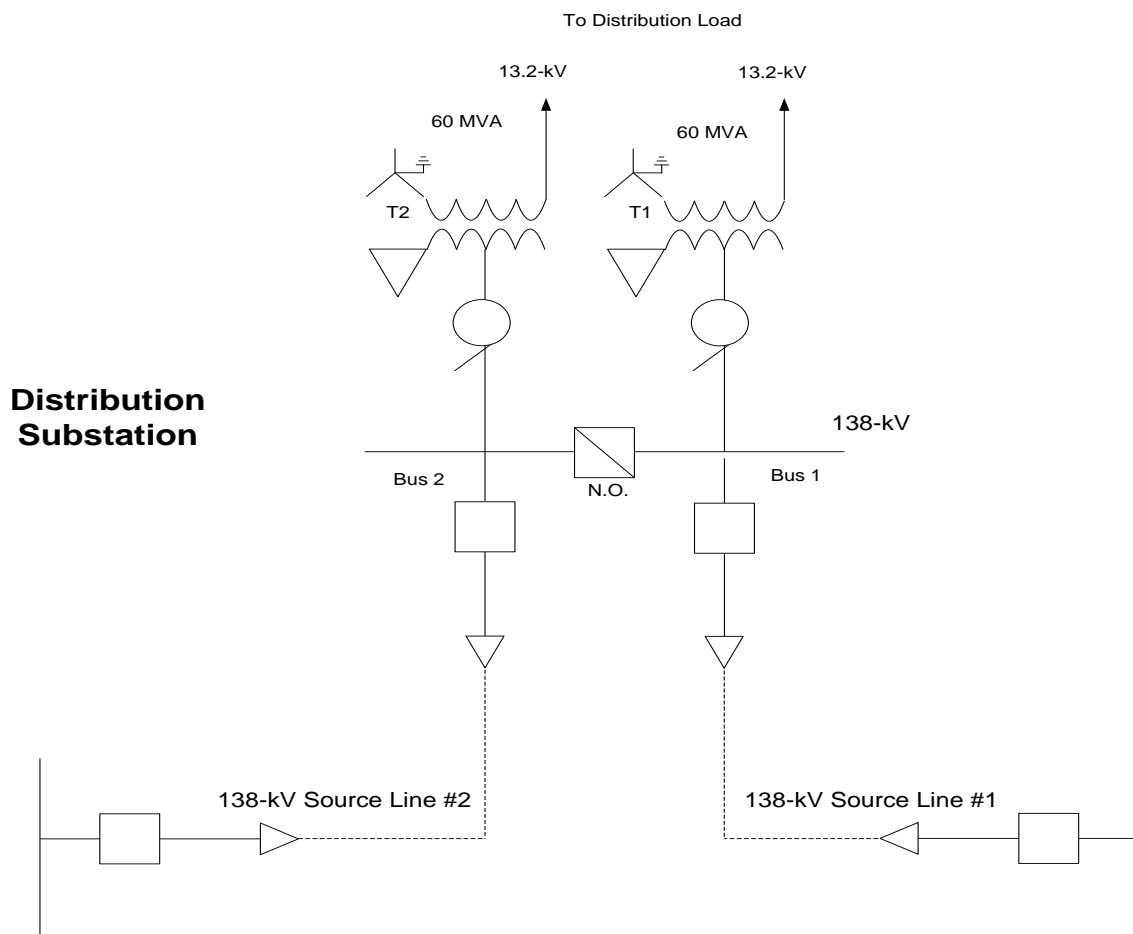 To Distribution Load
13.2-kV
13.2-kV
60 MVA
60 MVA
T2
T1
Distribution
Substation
138-kV
Bus 2
N.O.
Bus 1
138-kV Source Line #2
138-kV Source Line #1